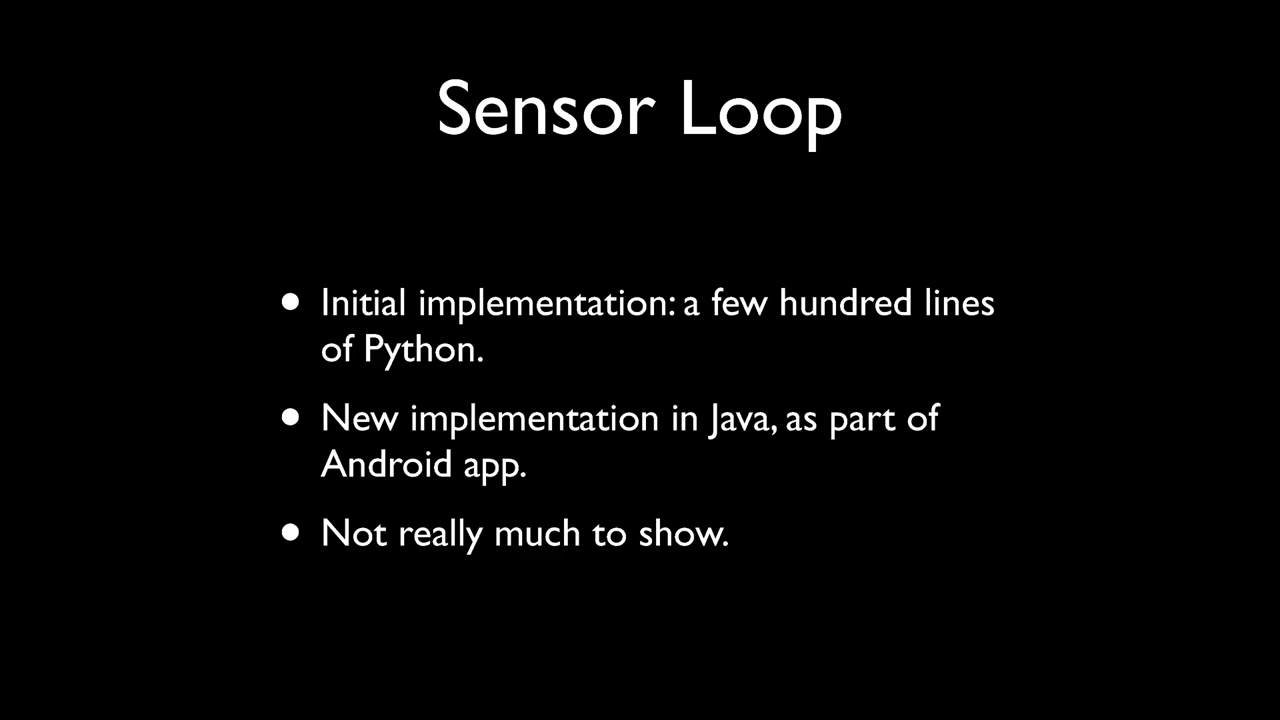 Sensor Loop
• Initial implementation: a few hundred lines
of Python.
• New implementation in Java, as part of
Android app.
• Not really much to show.